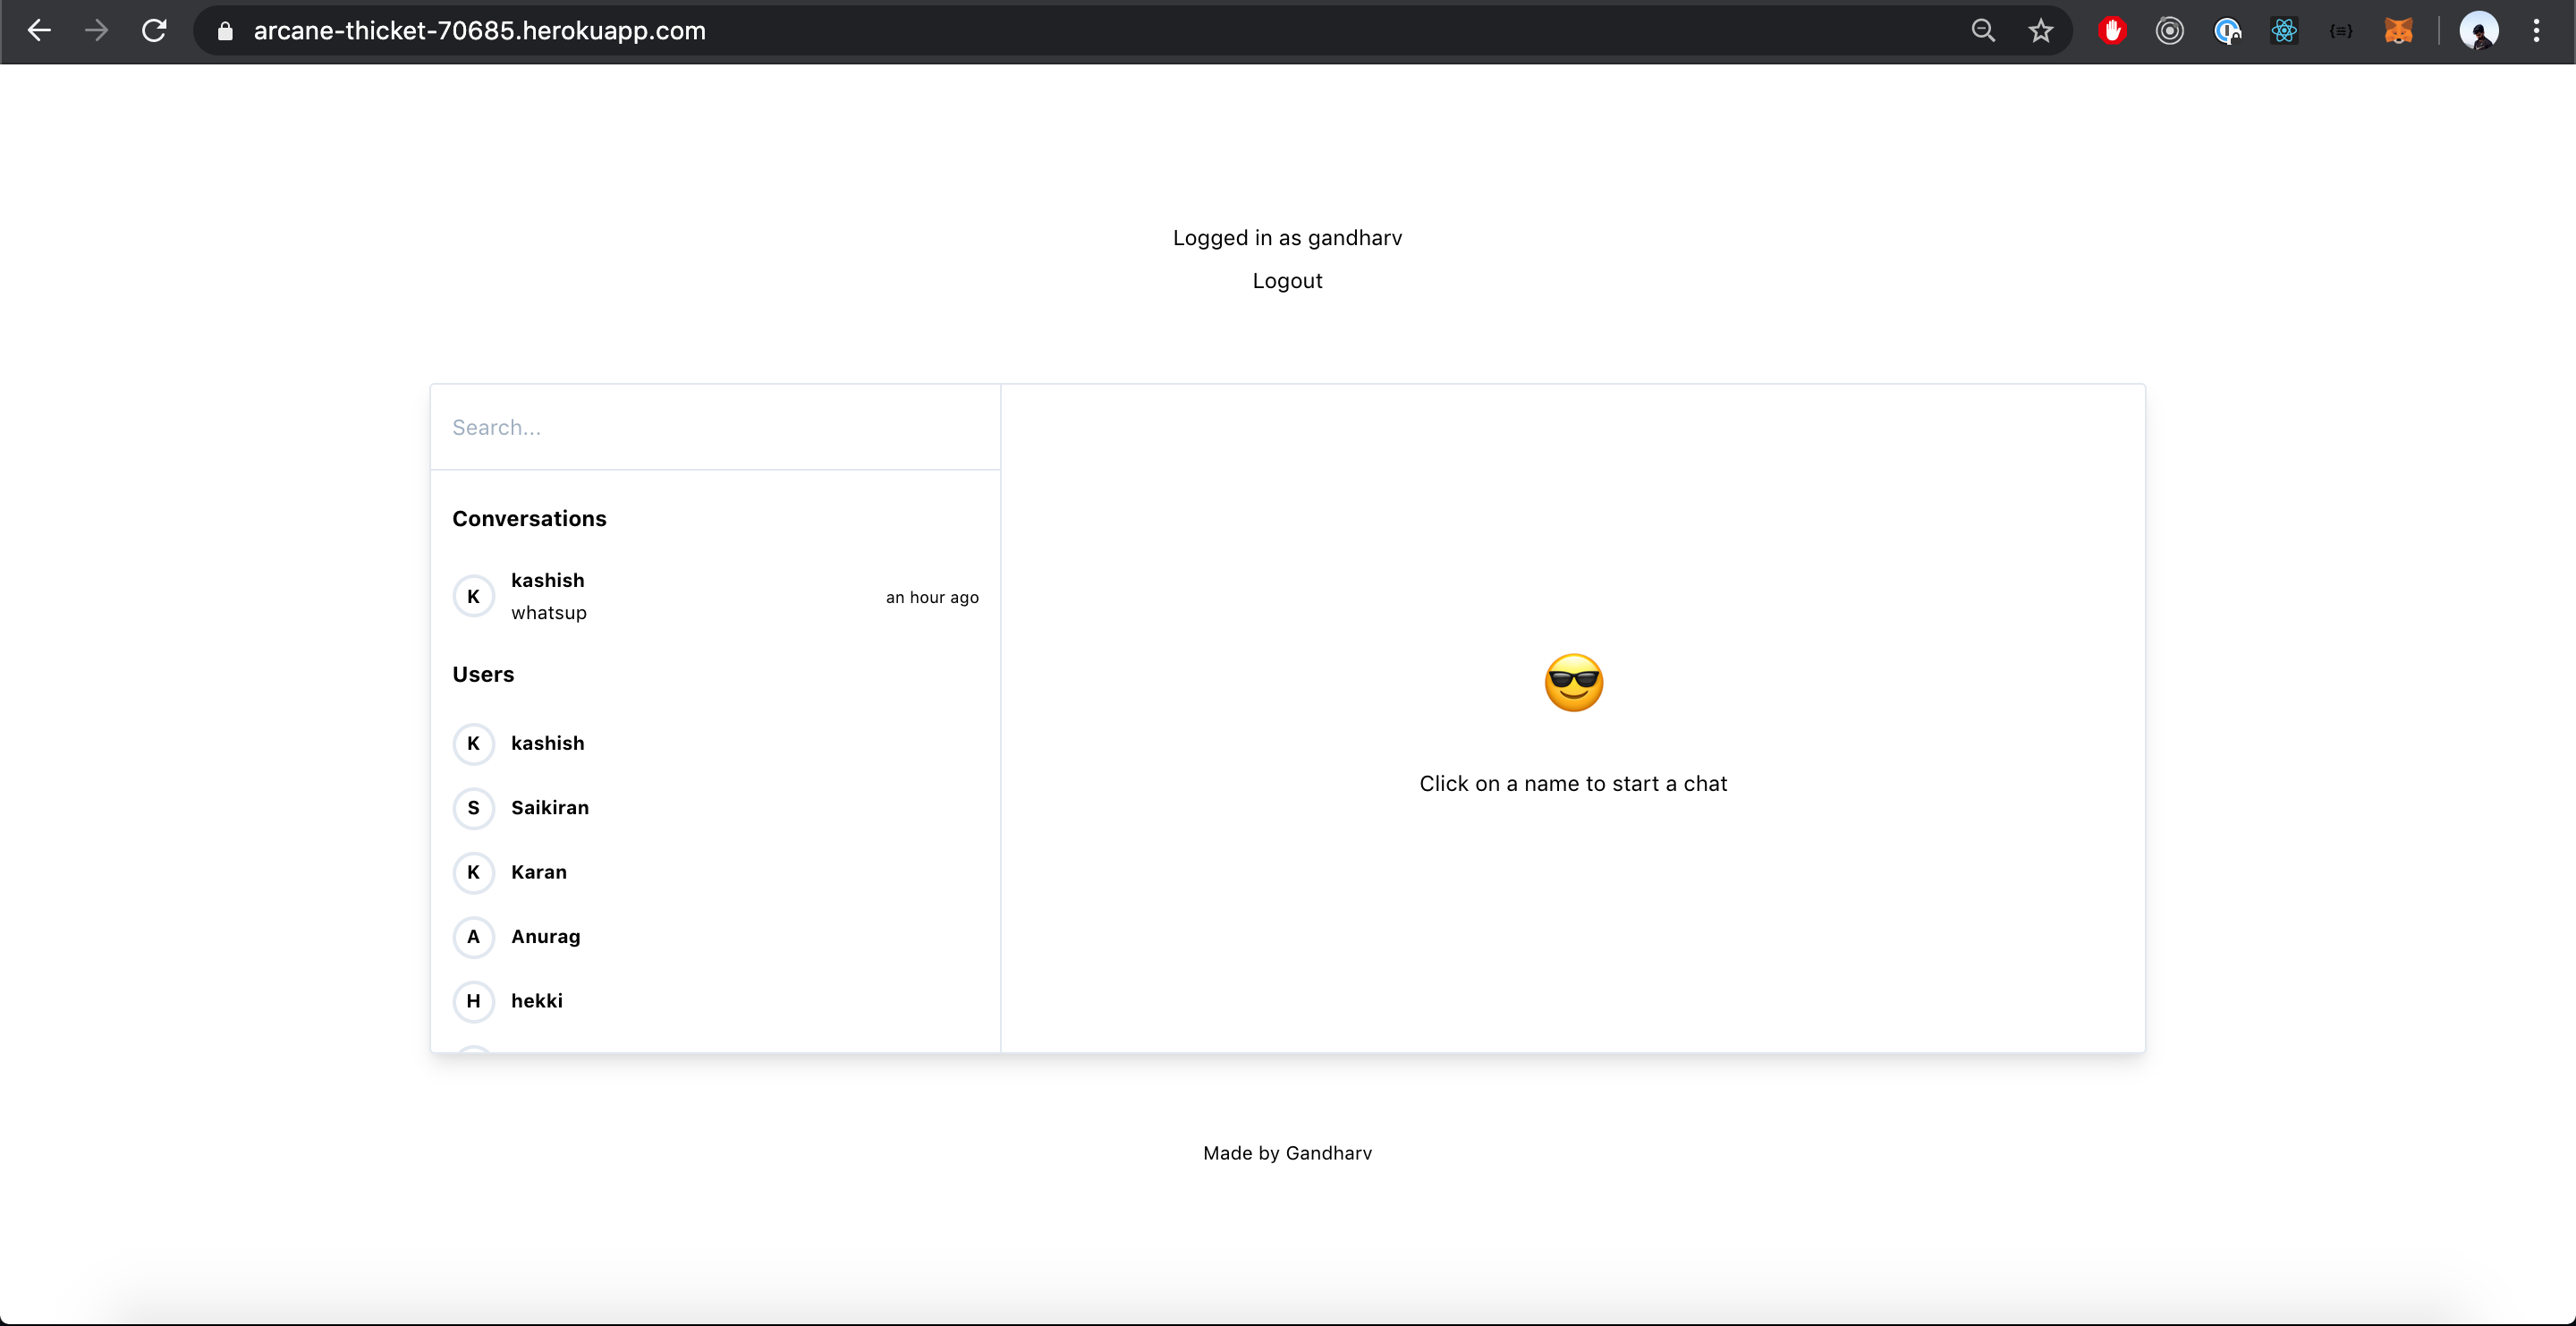 arcane-thicket-70685.herokuapp.com
Logged in as gandharv
Logout
Search...
Conversations
K
kashish
whatsup
an hour ago
Users
K kashish
S Saikiran
K Karan
A Anurag
H hekki
Click on a name to start a chat
Made by Gandharv